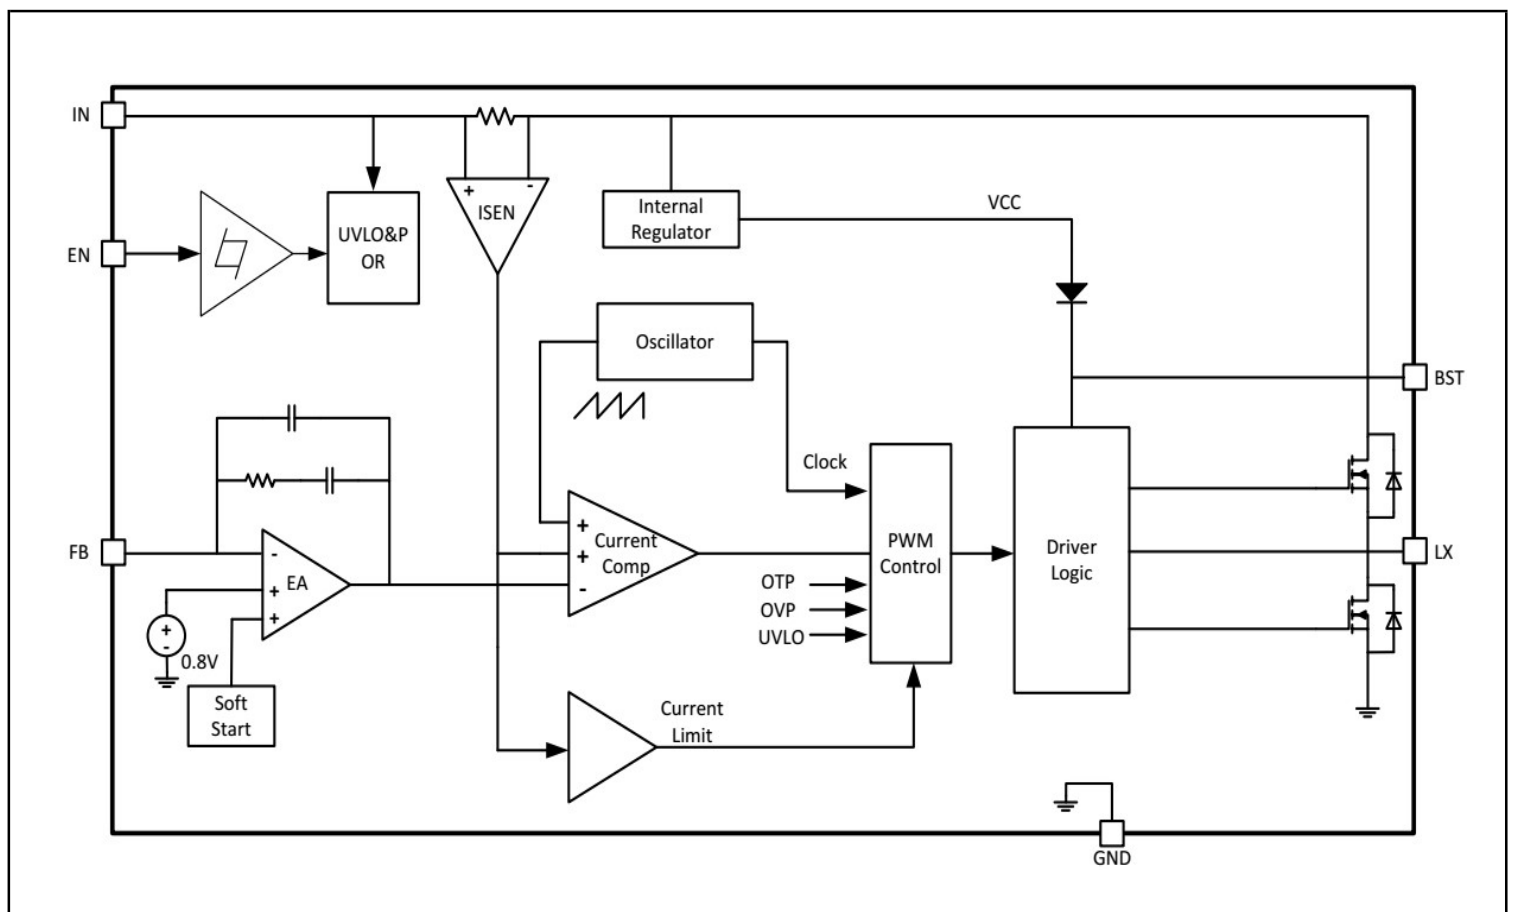 IN
+ -
ISEN
Internal
Regulator
VCC
EN
UVLO&P
OR
Oscillator
BST
Clock
FB
-
EA
+
+
+
Current
+
Comp
-
PWM
Control
Driver
Logic
LX
OTP
OVP
UVLO
+
-
0.8V
Soft
Start
Current
Limit
GND